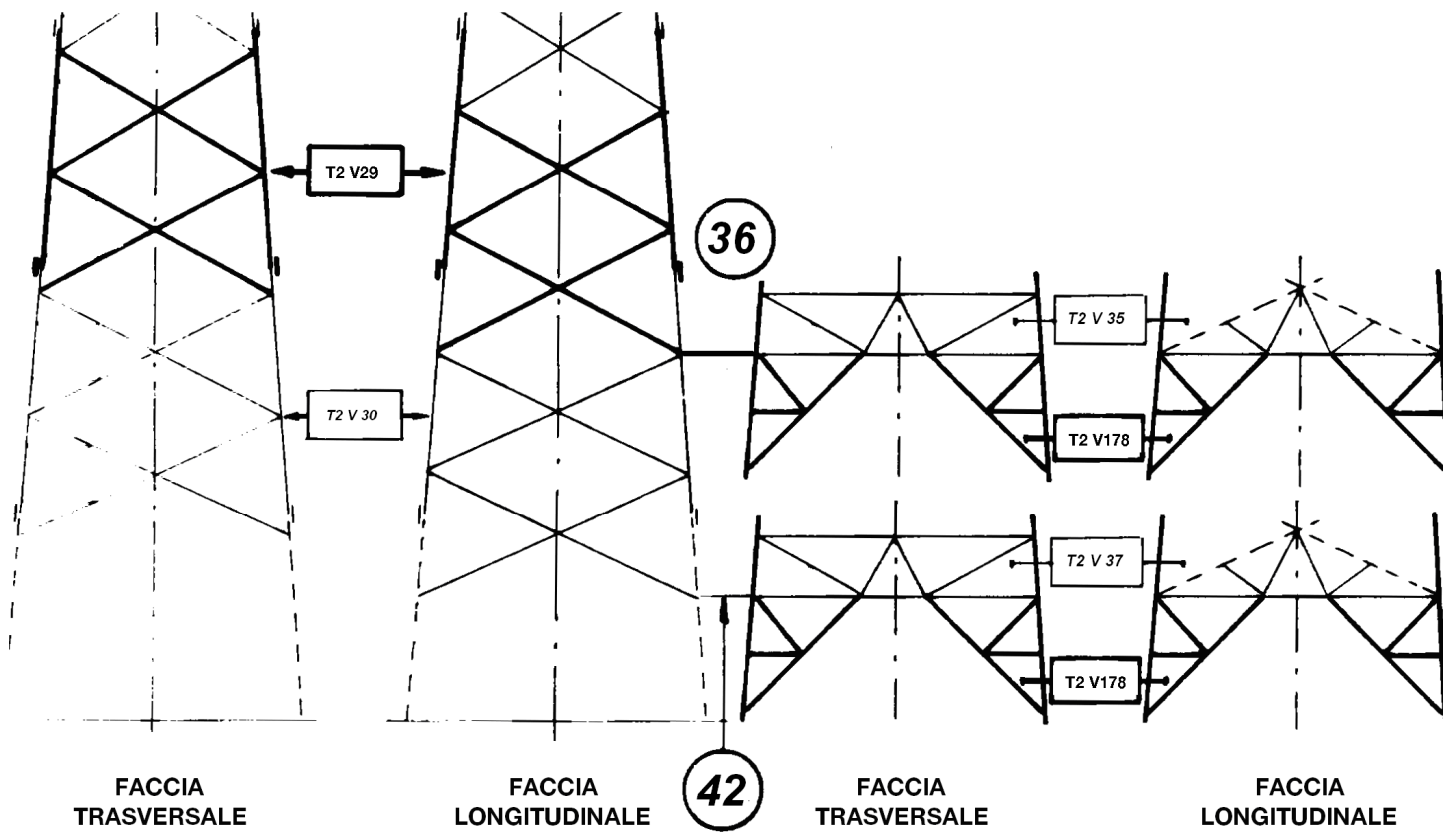 T2 V29
36
T2 V 35
T2 V 30
T2 V178
T2 V 37
T2 V178
42
FACCIA
TRASVERSALE
FACCIA
LONGITUDINALE
FACCIA
TRASVERSALE
FACCIA
LONGITUDINALE